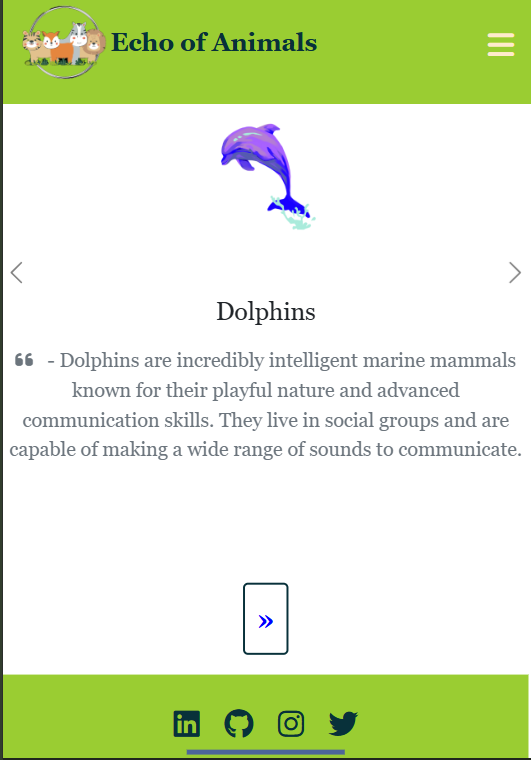 Echo of Animals
Dolphins
❝ - Dolphins are incredibly intelligent marine mammals
known for their playful nature and advanced
communication skills. They live in social groups and are
capable of making a wide range of sounds to communicate.
»